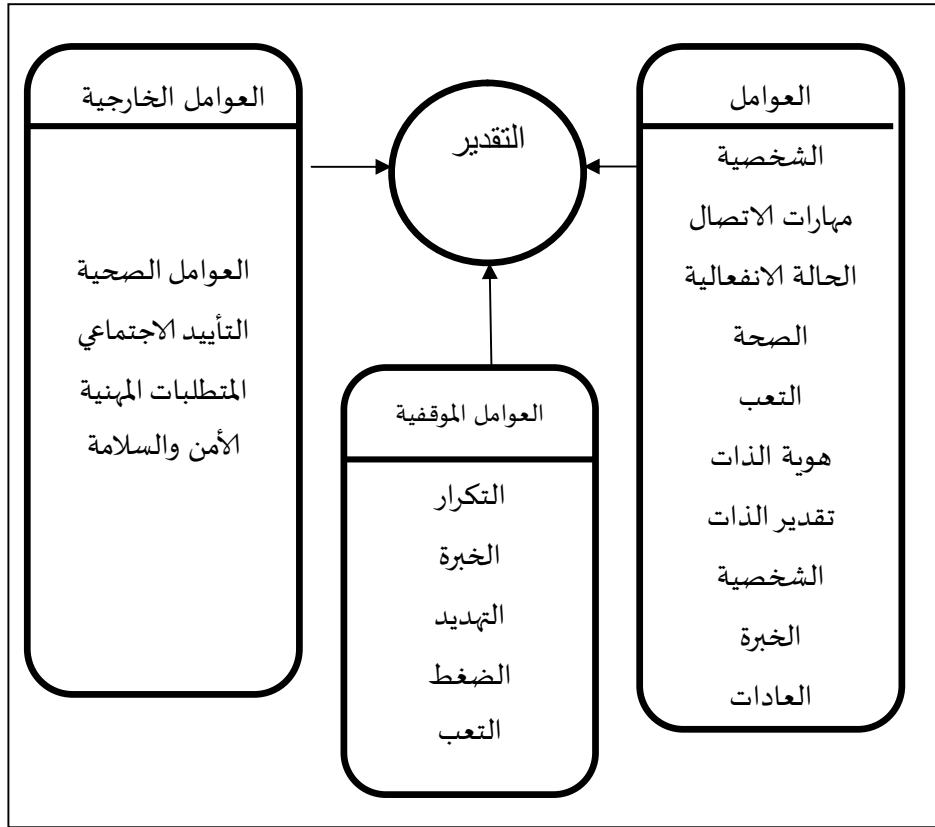 العوامل
الشخصية
مهارات الاتصال
الحالة الانفعالية
الصحة
التعب
هوية الذات
تقدير الذات
الشخصية
الخبرة
العادات
التقدير
العوامل الخارجية
العوامل الصحية
التأييد الاجتماعي
المتطلبات المهنية
الأمن والسلامة
العوامل الموقفية
التكرار
الخبرة
التهديد
الضغط
التعب